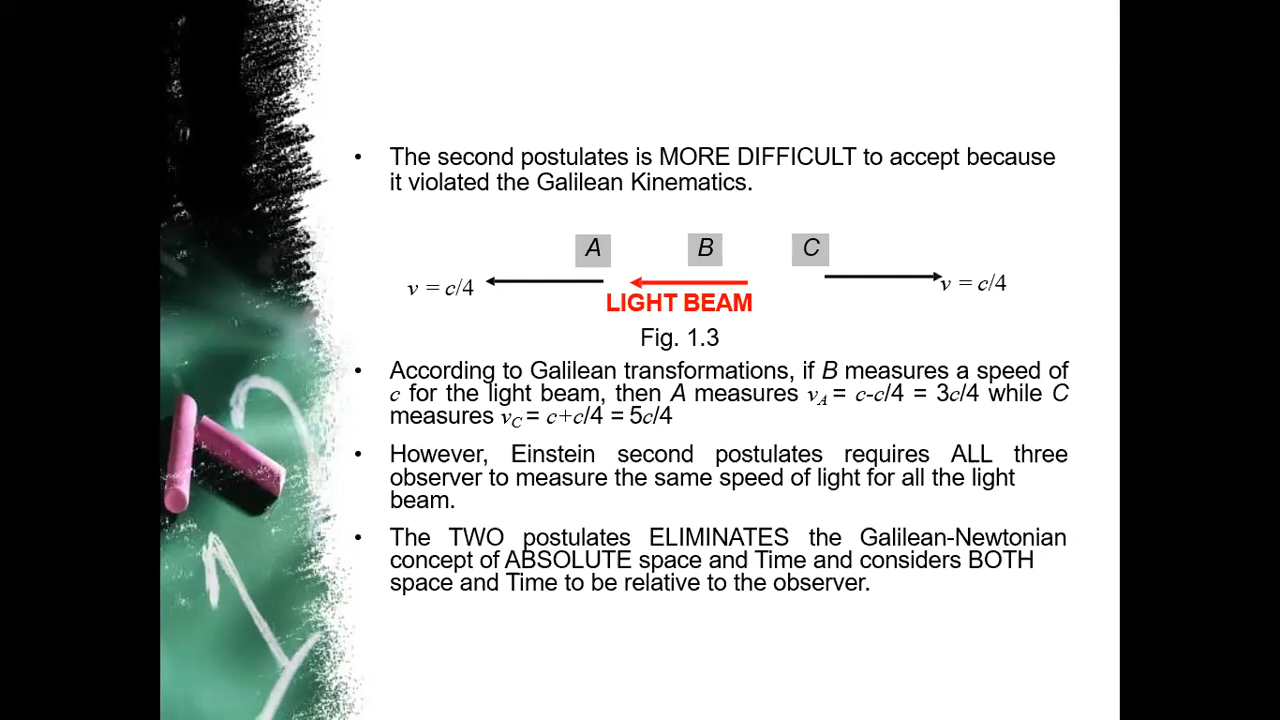 • The second postulates is MORE DIFFICULT to accept because
it violated the Galilean Kinematics.
A B C
v = c/4 v = c/4
LIGHT BEAM
Fig. 1.3
• According to Galilean transformations, if B measures a speed of
c for the light beam, then A measures vA = c-c/4 = 3c/4 while C
measures vC = c+c/4 = 5c/4
• However, Einstein second postulates requires ALL three
observer to measure the same speed of light for all the light
beam.
• The TWO postulates ELIMINATES the Galilean-Newtonian
concept of ABSOLUTE space and Time and considers BOTH
space and Time to be relative to the observer.